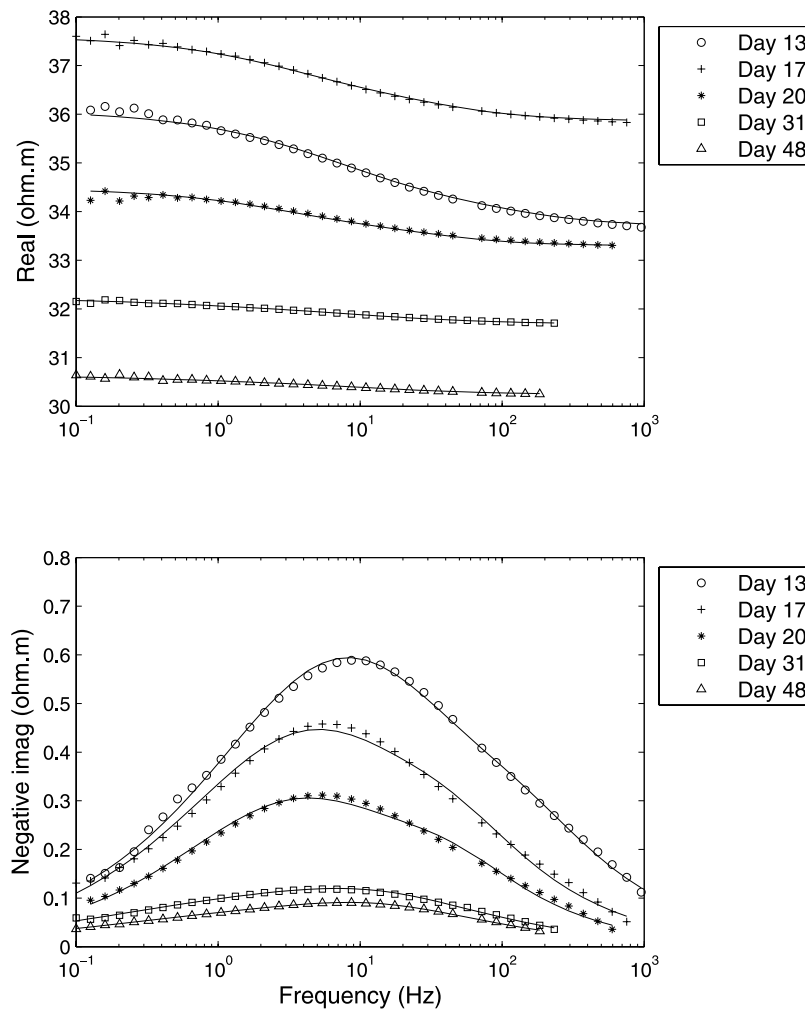 38
37
36
35
34
33
32
31
30
Real (ohm.m)
10^-1
10^0
10^1
10^2
10^3
Day 13
Day 17
Day 20
Day 31
Day 48
0.8
0.7
0.6
0.5
0.4
0.3
0.2
0.1
0
Negative imag (ohm.m)
10^-1
10^0
10^1
10^2
10^3
Frequency (Hz)
Day 13
Day 17
Day 20
Day 31
Day 48